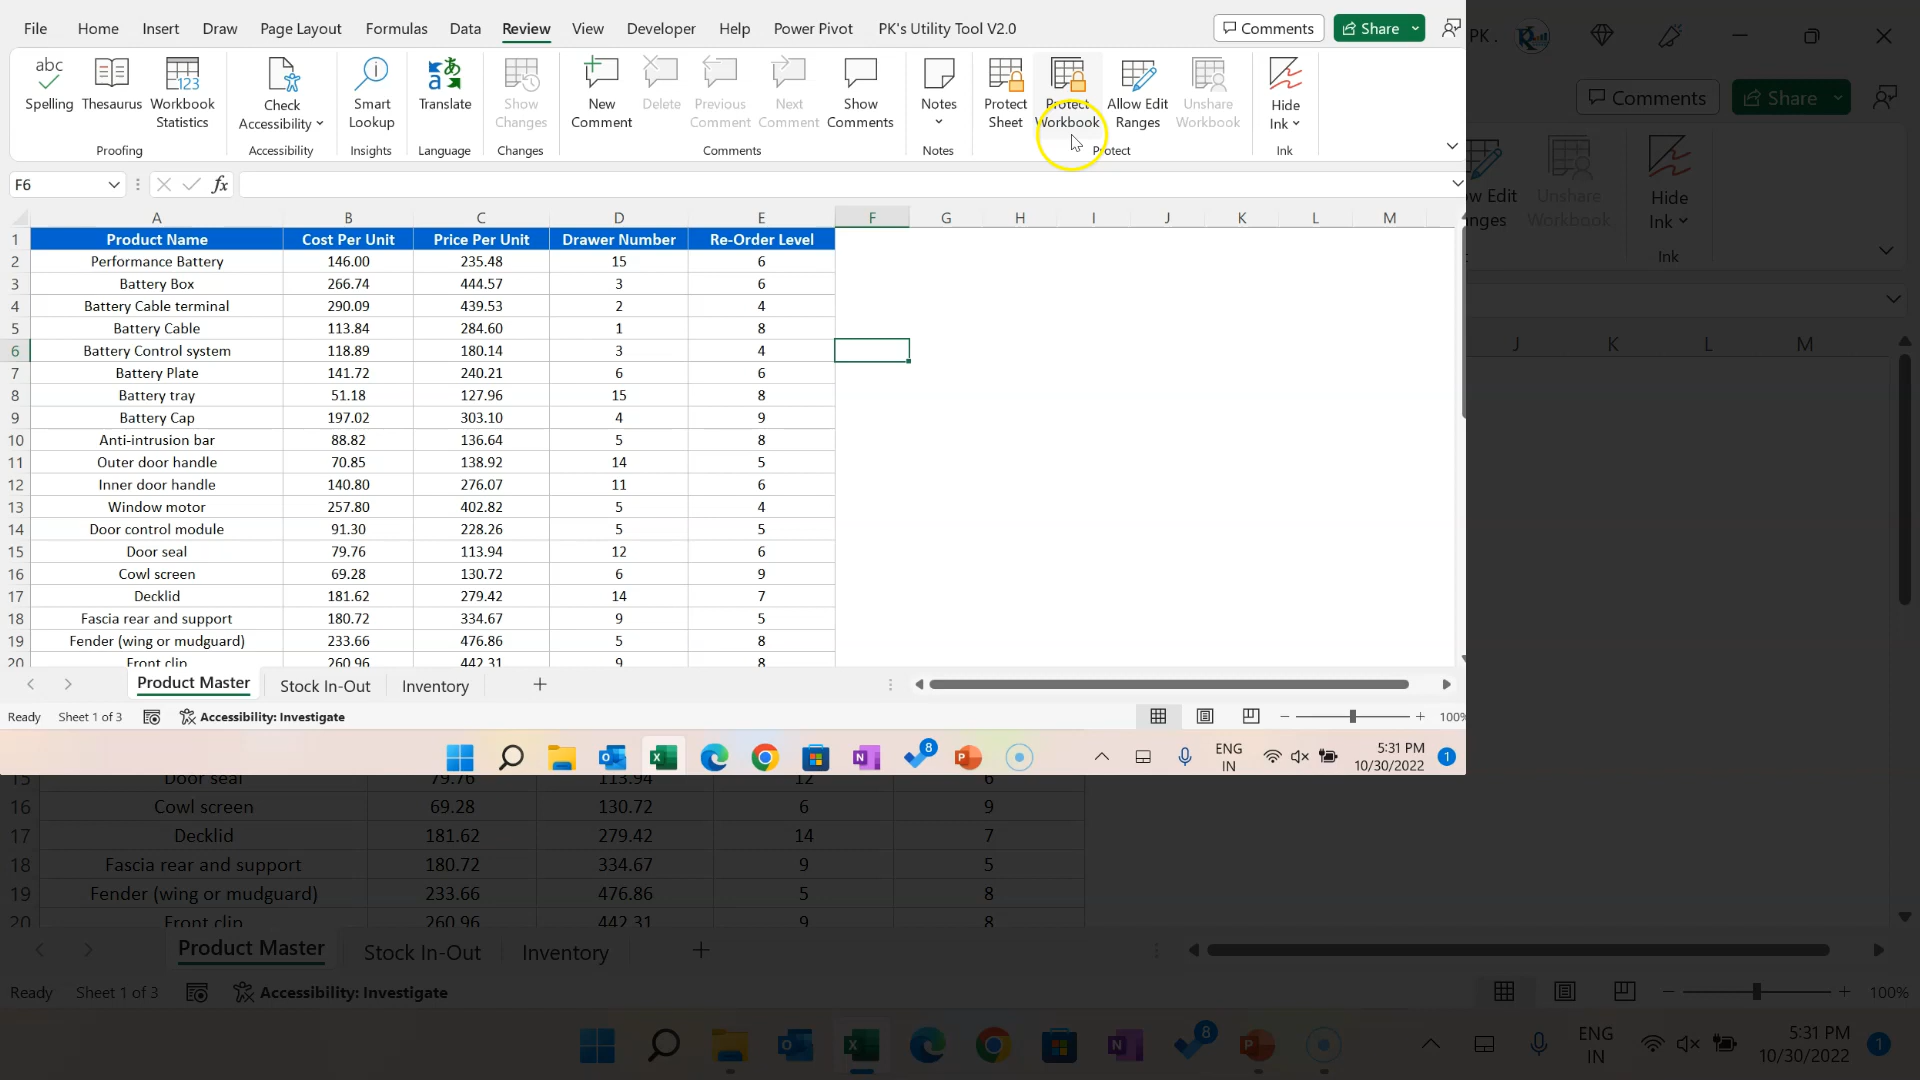 File Home Insert Draw Page Layout Formulas Data Review View Developer Help Power Pivot PK's Utility Tool V2.0 Comments Share
PK .
abc
Spelling Thesaurus Workbook Statistics
Check Accessibility
Smart Lookup
Translate
Show Changes
New Comment
Delete
Previous Comment
Next Comment
Show Comments
Notes
Protect Sheet
Protect Workbook
Allow Edit Ranges
Unshare Workbook
Hide Ink
Proofing Accessibility Insights Language Changes Comments Notes Protect Ink
Comments Share
w Edit
nges
Unshare Workbook
Hide Ink
Ink
F6 fx
A B C D E F G H I J K L M
J K L M
1 Product Name Cost Per Unit Price Per Unit Drawer Number Re-Order Level
2 Performance Battery 146.00 235.48 15 6
3 Battery Box 266.74 444.57 3 6
4 Battery Cable terminal 290.09 439.53 2 4
5 Battery Cable 113.84 284.60 1 8
6 Battery Control system 118.89 180.14 3 4
7 Battery Plate 141.72 240.21 6 6
8 Battery tray 51.18 127.96 15 8
9 Battery Cap 197.02 303.10 4 9
10 Anti-intrusion bar 88.82 136.64 5 8
11 Outer door handle 70.85 138.92 14 5
12 Inner door handle 140.80 276.07 11 6
13 Window motor 257.80 402.82 5 4
14 Door control module 91.30 228.26 5 5
15 Door seal 79.76 113.94 12 6
16 Cowl screen 69.28 130.72 6 9
17 Decklid 181.62 279.42 14 7
18 Fascia rear and support 180.72 334.67 9 5
19 Fender (wing or mudguard) 233.66 476.86 5 8
20 Front clip 260.96 442.31 9 8
Product Master Stock In-Out Inventory +
Ready Sheet 1 of 3 Accessibility: Investigate 100%
8 ENG IN 5:31 PM 10/30/2022 1
15 Door seal 79.76 113.94 12 6
16 Cowl screen 69.28 130.72 6 9
17 Decklid 181.62 279.42 14 7
18 Fascia rear and support 180.72 334.67 9 5
19 Fender (wing or mudguard) 233.66 476.86 5 8
20 Front clip 260.96 442.31 9 8
Product Master Stock In-Out Inventory +
Ready Sheet 1 of 3 Accessibility: Investigate 100%
8 ENG IN 5:31 PM 10/30/2022 1